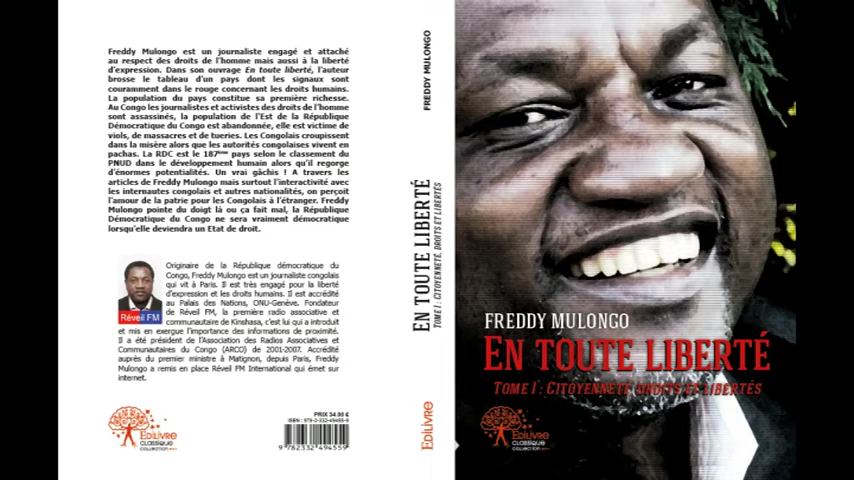 Freddy Mulongo est un journaliste engagé et attaché
au respect des droits de l'homme mais aussi à la liberté
d'expression. Dans son ouvrage En toute liberté, l'auteur
brosse le tableau d'un pays dont les signaux sont
couramment dans le rouge concernant les droits humains.
La population du pays constitue sa première richesse.
Au Congo les journalistes et activistes des droits de l'homme
sont assassinés, la population de l'Est de la République
Démocratique du Congo est abandonnée, elle est victime de
viols, de massacres et de tueries. Les Congolais croupissent
dans la misère alors que les autorités congolaises vivent en
pachas. La RDC est le 187ème pays selon le classement du
PNUD dans le développement humain alors qu'il regorge
d'énormes potentialités. Un vrai gâchis ! A travers les
articles de Freddy Mulongo mais surtout l'interactivité avec
les internautes congolais et autres nationalités, on perçoit
l'amour de la patrie pour les Congolais à l'étranger. Freddy
Mulongo pointe du doigt là ou ça fait mal, la République
Démocratique du Congo ne sera vraiment démocratique
lorsqu'elle deviendra un Etat de droit.
Originaire de la République démocratique du
Congo, Freddy Mulongo est un journaliste congolais
qui vit à Paris. Il est très engagé pour la liberté
d'expression et les droits humains. Il est accrédité
au Palais des Nations, ONU-Genève. Fondateur
de Réveil FM, la première radio associative et
communautaire de Kinshasa, c'est lui qui a introduit
et mis en exergue l'importance des informations de proximité.
Il a été président de l'Association des Radios Associatives et
Communautaires du Congo (ARCO) de 2001-2007. Accrédité
auprès du premier ministre à Matignon, depuis Paris, Freddy
Mulongo a remis en place Réveil FM International qui émet sur
internet.
Réveil FM
EDILIVRE
CLASSIQUE
COLLECTION
PRIX 34.00 €
ISBN : 978-2-332-49455-9
9 782332 494559
FREDDY MULONGO
EN TOUTE LIBERTÉ
TOME I : CITOYENNETÉ, DROITS ET LIBERTÉS
EDILIVRE
FREDDY MULONGO
EN TOUTE LIBERTÉ
TOME I : CITOYENNETÉ, DROITS ET LIBERTÉS
EDILIVRE
CLASSIQUE
COLLECTION